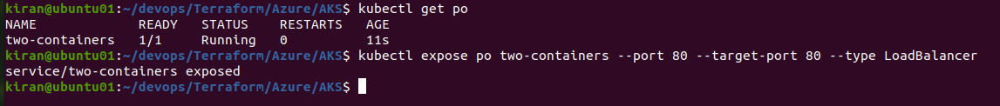 kiran@ubuntu01:~/devops/Terraform/Azure/AKS$ kubectl get po
NAME READY STATUS RESTARTS AGE
two-containers 1/1 Running 0 11s
kiran@ubuntu01:~/devops/Terraform/Azure/AKS$ kubectl expose po two-containers --port 80 --target-port 80 --type LoadBalancer
service/two-containers exposed
kiran@ubuntu01:~/devops/Terraform/Azure/AKS$